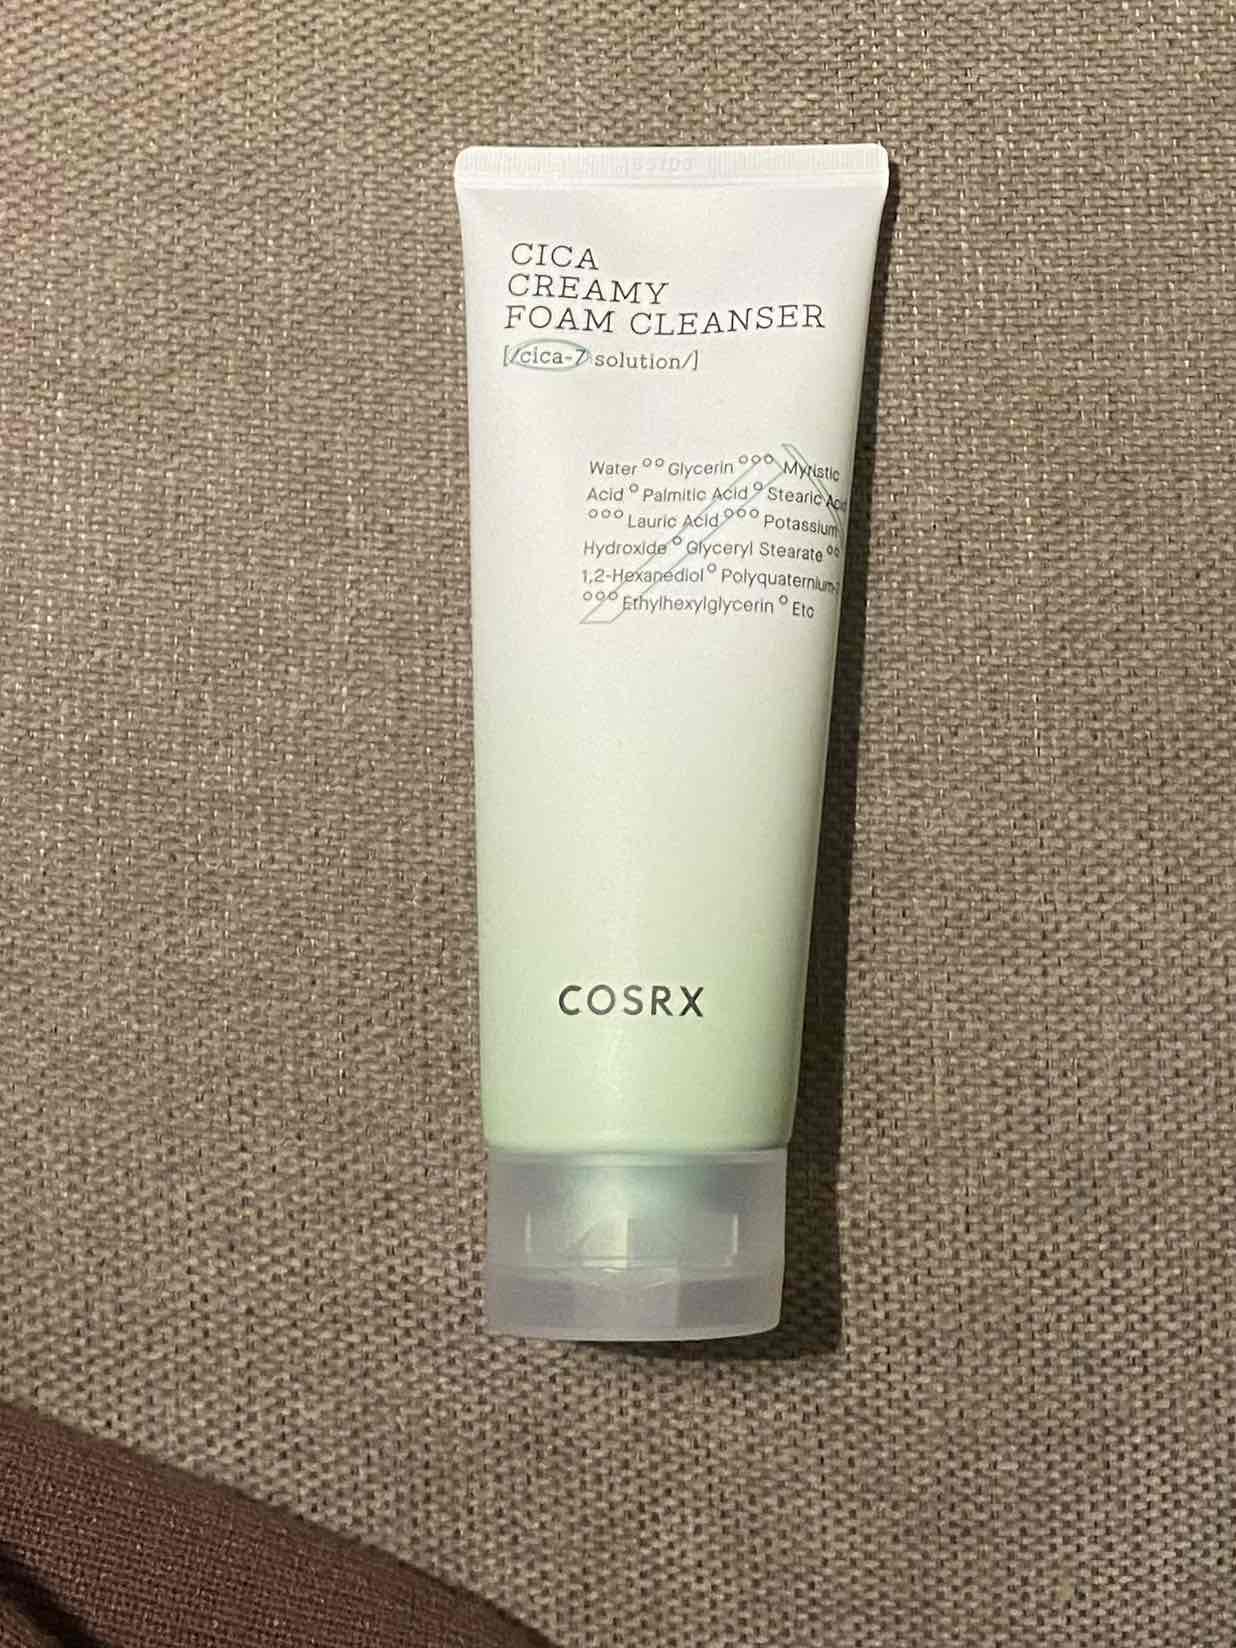 CICA
CREAMY
FOAM CLEANSER
[/cica-7 solution/]
Water °° Glycerin °°° Myristic
Acid ° Palmitic Acid ° Stearic Acid
°°° Lauric Acid °°° Potassium
Hydroxide ° Glyceryl Stearate °°
1,2-Hexanediol ° Polyquaternium-
°°° Ethylhexylglycerin ° Etc
COSRX